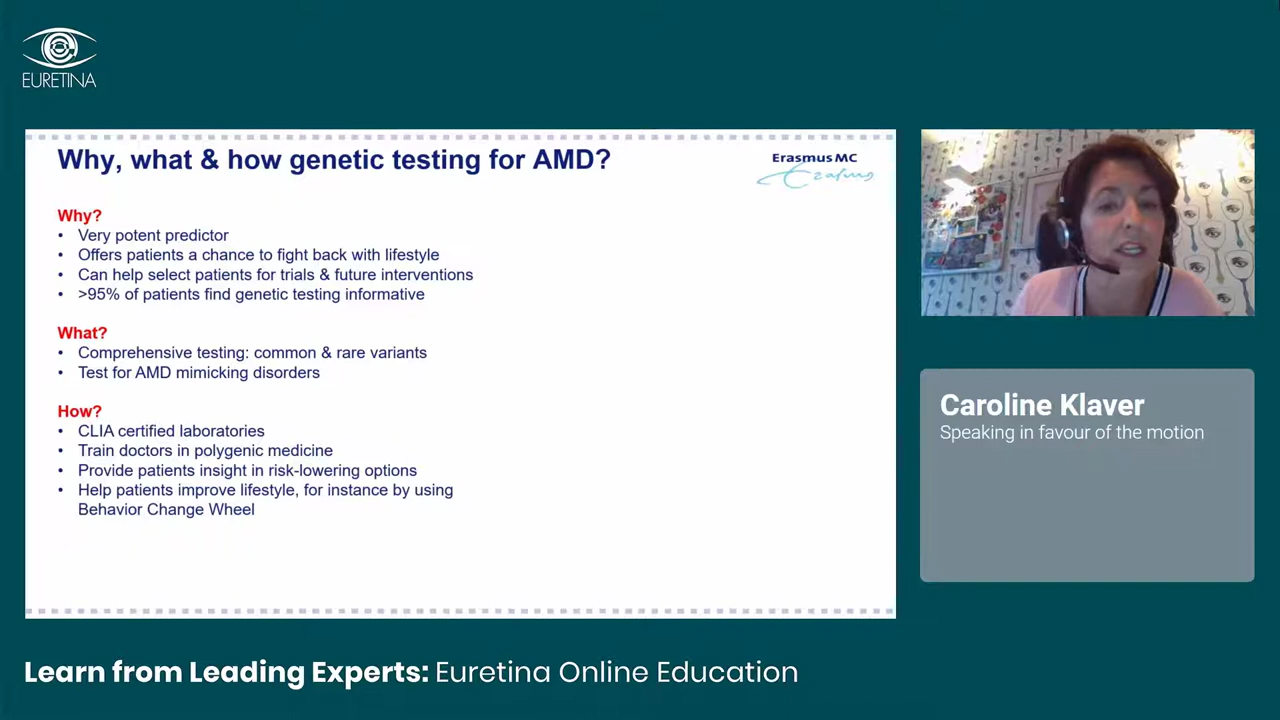 EURETINA
Why, what & how genetic testing for AMD?
Erasmus MC
Erasmus
Why?
• Very potent predictor
• Offers patients a chance to fight back with lifestyle
• Can help select patients for trials & future interventions
• >95% of patients find genetic testing informative
What?
• Comprehensive testing: common & rare variants
• Test for AMD mimicking disorders
How?
• CLIA certified laboratories
• Train doctors in polygenic medicine
• Provide patients insight in risk-lowering options
• Help patients improve lifestyle, for instance by using
Behavior Change Wheel
Caroline Klaver
Speaking in favour of the motion
Learn from Leading Experts: Euretina Online Education